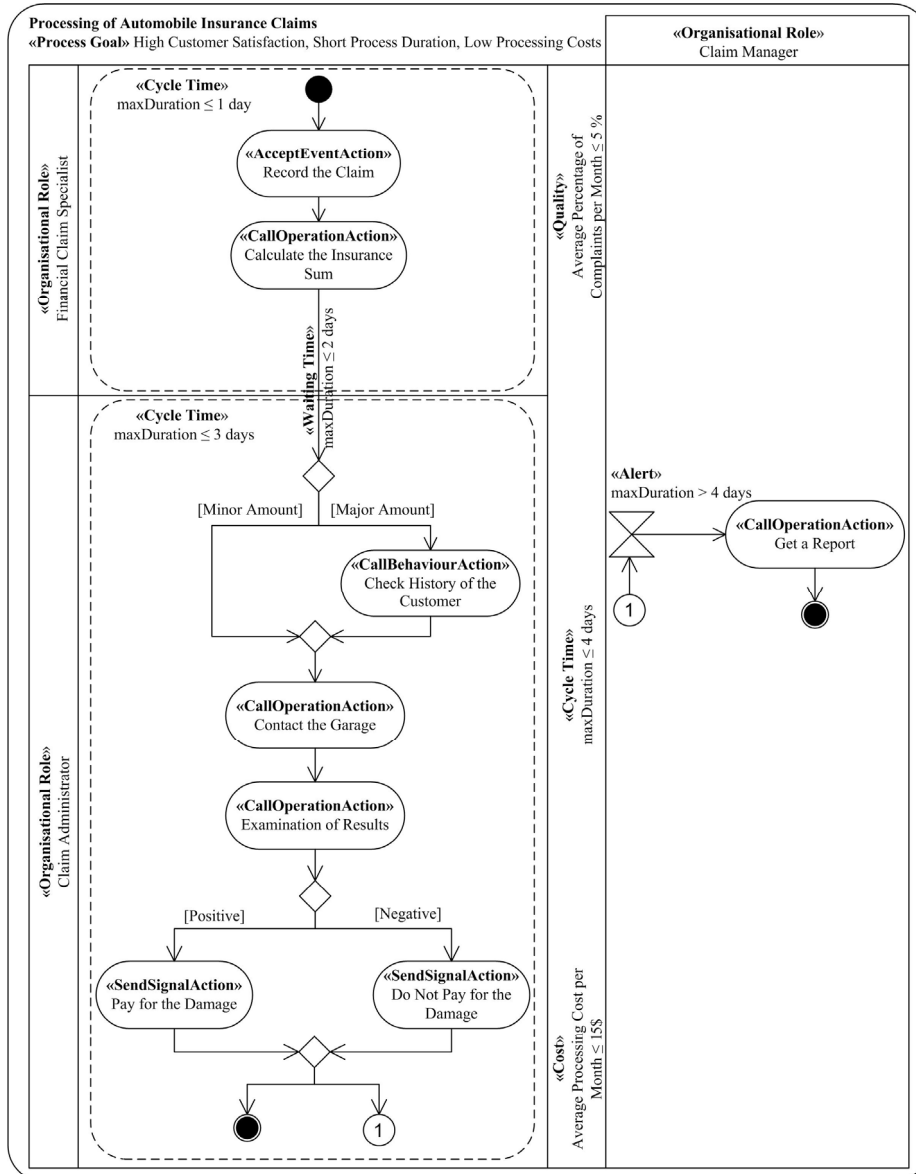 Processing of Automobile Insurance Claims
«Process Goal» High Customer Satisfaction, Short Process Duration, Low Processing Costs
«Organisational Role»
Claim Manager
«Organisational Role»
Financial Claim Specialist
«Cycle Time»
maxDuration ≤ 1 day
«AcceptEventAction»
Record the Claim
«CallOperationAction»
Calculate the Insurance
Sum
«Waiting Time»
maxDuration ≤ 2 days
«Quality»
Average Percentage of
Complaints per Month ≤ 5 %
«Organisational Role»
Claim Administrator
«Cycle Time»
maxDuration ≤ 3 days
[Minor Amount]
[Major Amount]
«CallBehaviourAction»
Check History of the
Customer
«CallOperationAction»
Contact the Garage
«CallOperationAction»
Examination of Results
[Positive]
[Negative]
«SendSignalAction»
Pay for the Damage
«SendSignalAction»
Do Not Pay for the
Damage
1
«Cycle Time»
maxDuration ≤ 4 days
«Cost»
Average Processing Cost per
Month ≤ 15$
«Alert»
maxDuration > 4 days
«CallOperationAction»
Get a Report
1